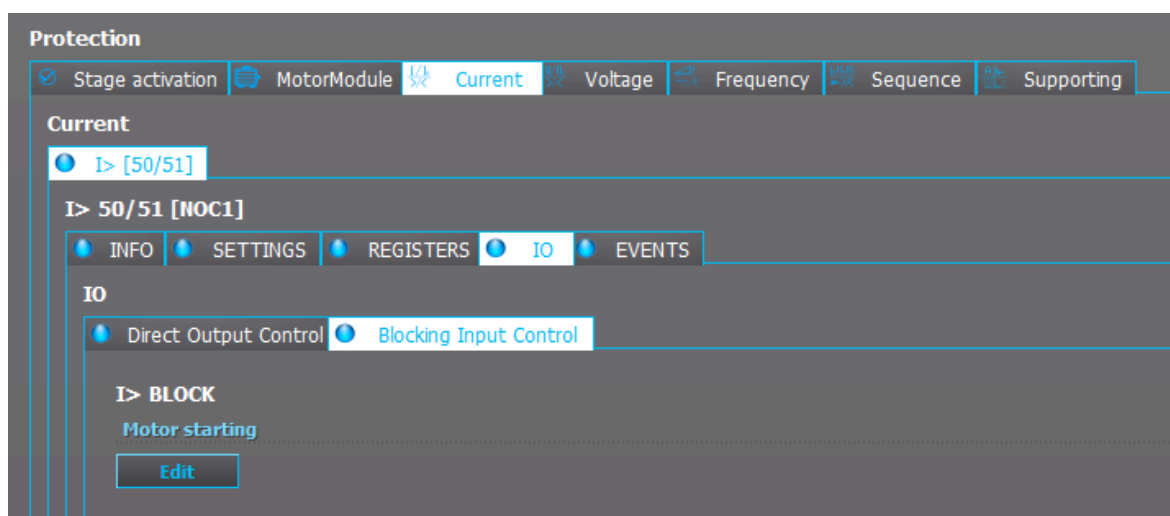 Protection
Stage activation MotorModule Current Voltage Frequency Sequence Supporting
Current
I> [50/51]
I> 50/51 [NOC1]
INFO SETTINGS REGISTERS IO EVENTS
IO
Direct Output Control Blocking Input Control
I> BLOCK
Motor starting
Edit